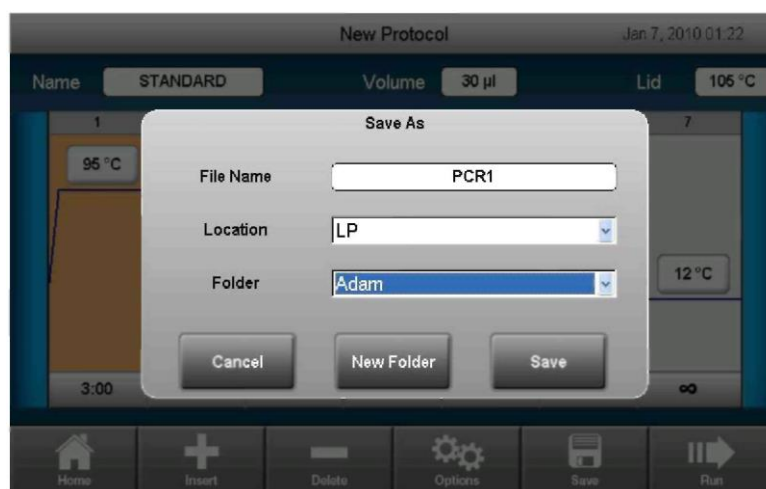 New Protocol Jan 7, 2010 01:22
Name STANDARD Volume 30 µl Lid 105 °C
1 Save As 7
95 °C
File Name PCR1
Location LP
12 °C
Folder Adam
Cancel New Folder Save
3:00 ∞
Home Insert Delete Options Save Run